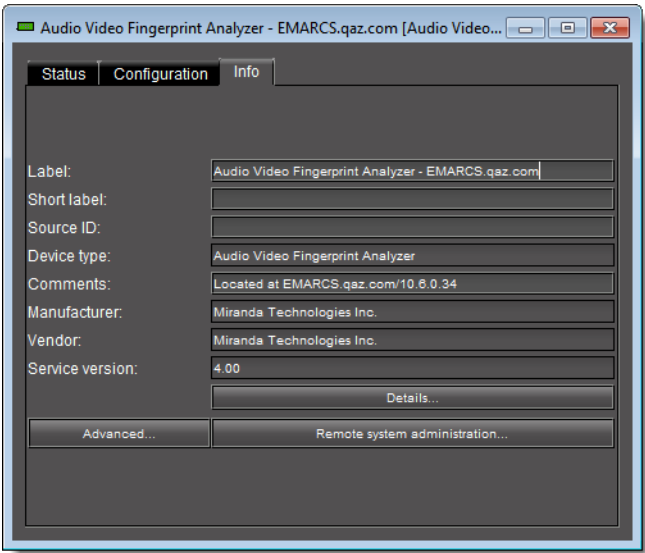 Audio Video Fingerprint Analyzer - EMARCS.qaz.com [Audio Video...
Status Configuration Info
Label: Audio Video Fingerprint Analyzer - EMARCS.qaz.com
Short label:
Source ID:
Device type: Audio Video Fingerprint Analyzer
Comments: Located at EMARCS.qaz.com/10.6.0.34
Manufacturer: Miranda Technologies Inc.
Vendor: Miranda Technologies Inc.
Service version: 4.00
Details...
Advanced... Remote system administration...